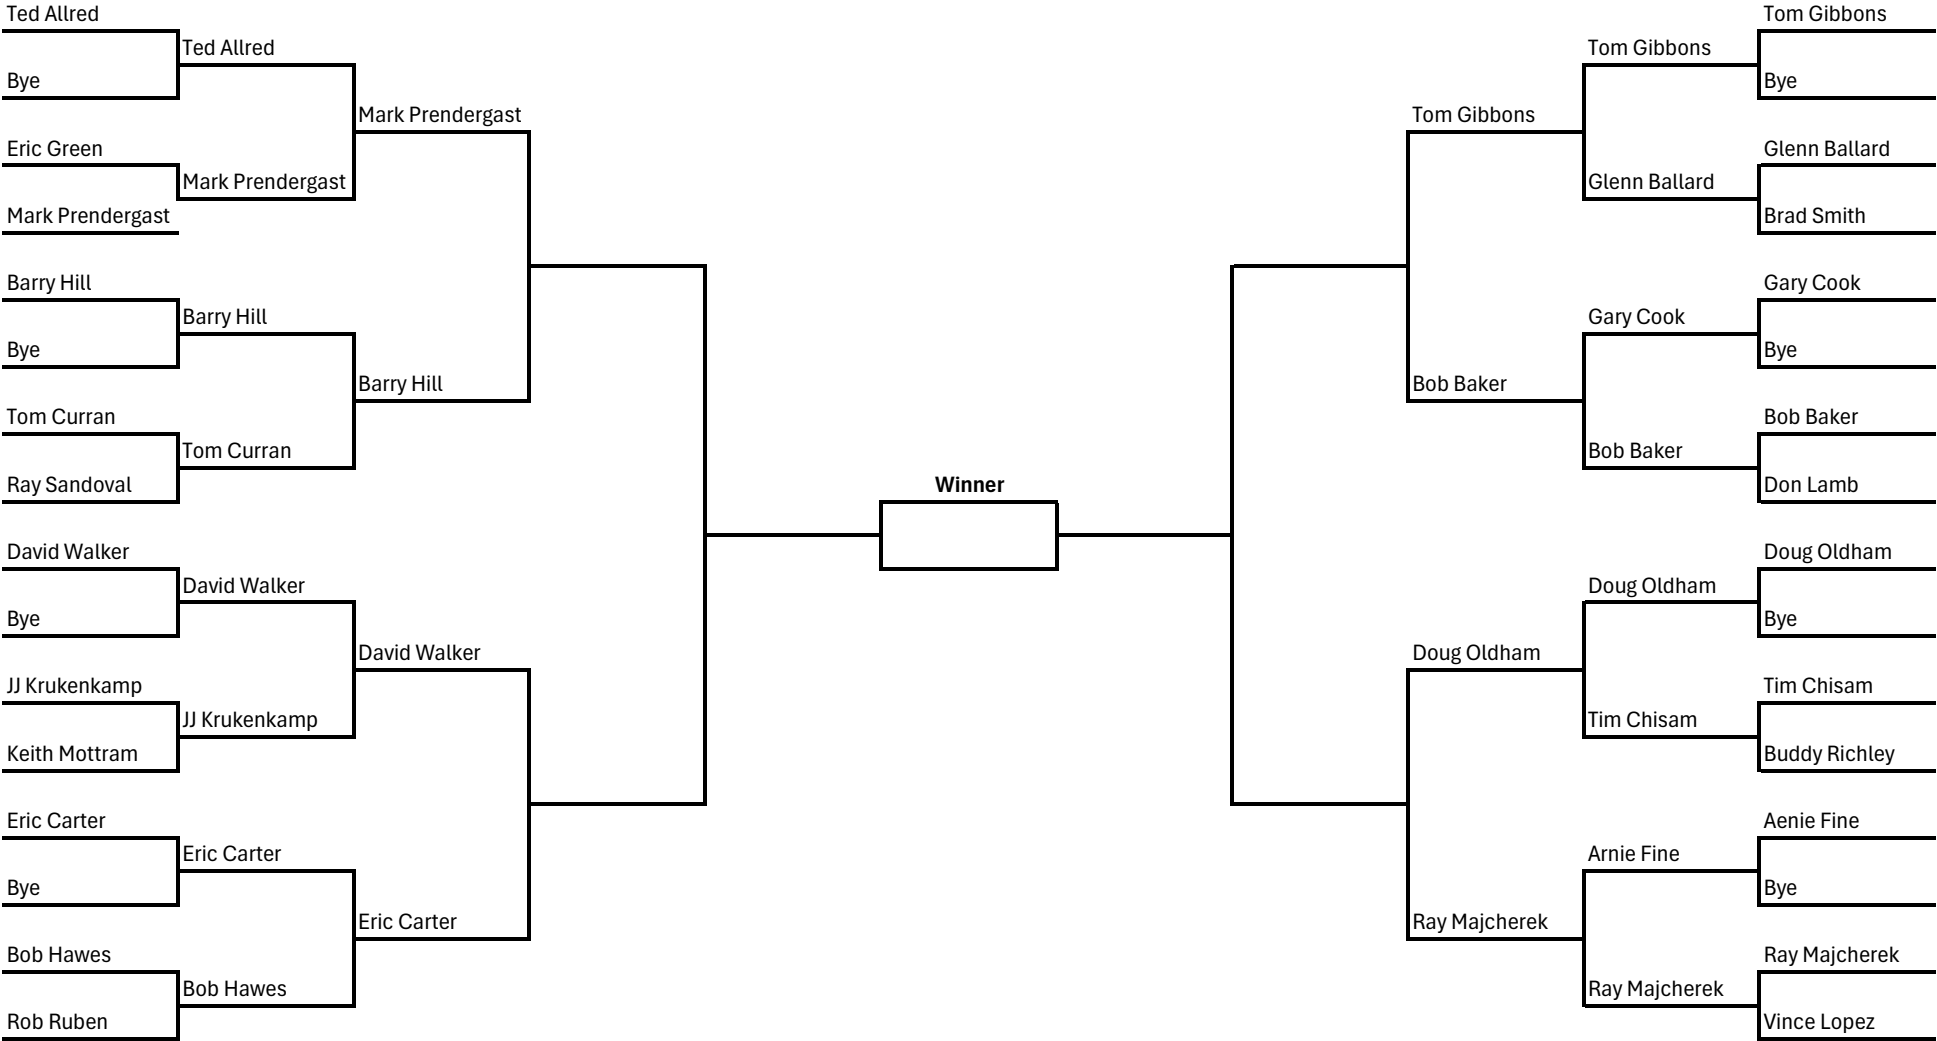 Ted Allred
Bye
Eric Green
Mark Prendergast
Barry Hill
Bye
Tom Curran
Ray Sandoval
David Walker
Bye
JJ Krukenkamp
Keith Mottram
Eric Carter
Bye
Bob Hawes
Rob Ruben
Ted Allred
Mark Prendergast
Barry Hill
Tom Curran
David Walker
JJ Krukenkamp
Eric Carter
Bob Hawes
Mark Prendergast
Barry Hill
David Walker
Eric Carter
Winner
Tom Gibbons
Bob Baker
Doug Oldham
Ray Majcherek
Tom Gibbons
Glenn Ballard
Gary Cook
Bob Baker
Doug Oldham
Tim Chisam
Arnie Fine
Ray Majcherek
Tom Gibbons
Bye
Glenn Ballard
Brad Smith
Gary Cook
Bye
Bob Baker
Don Lamb
Doug Oldham
Bye
Tim Chisam
Buddy Richley
Aenie Fine
Bye
Ray Majcherek
Vince Lopez